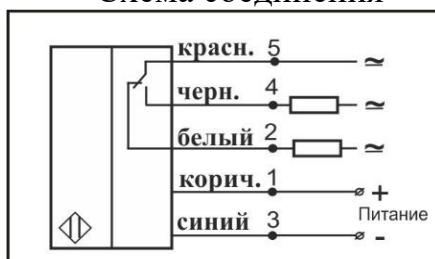 Схема соединения
красн. 5 ≃
черн. 4 ≃
белый 2 ≃
корич. 1 +
Питание
синий 3 -